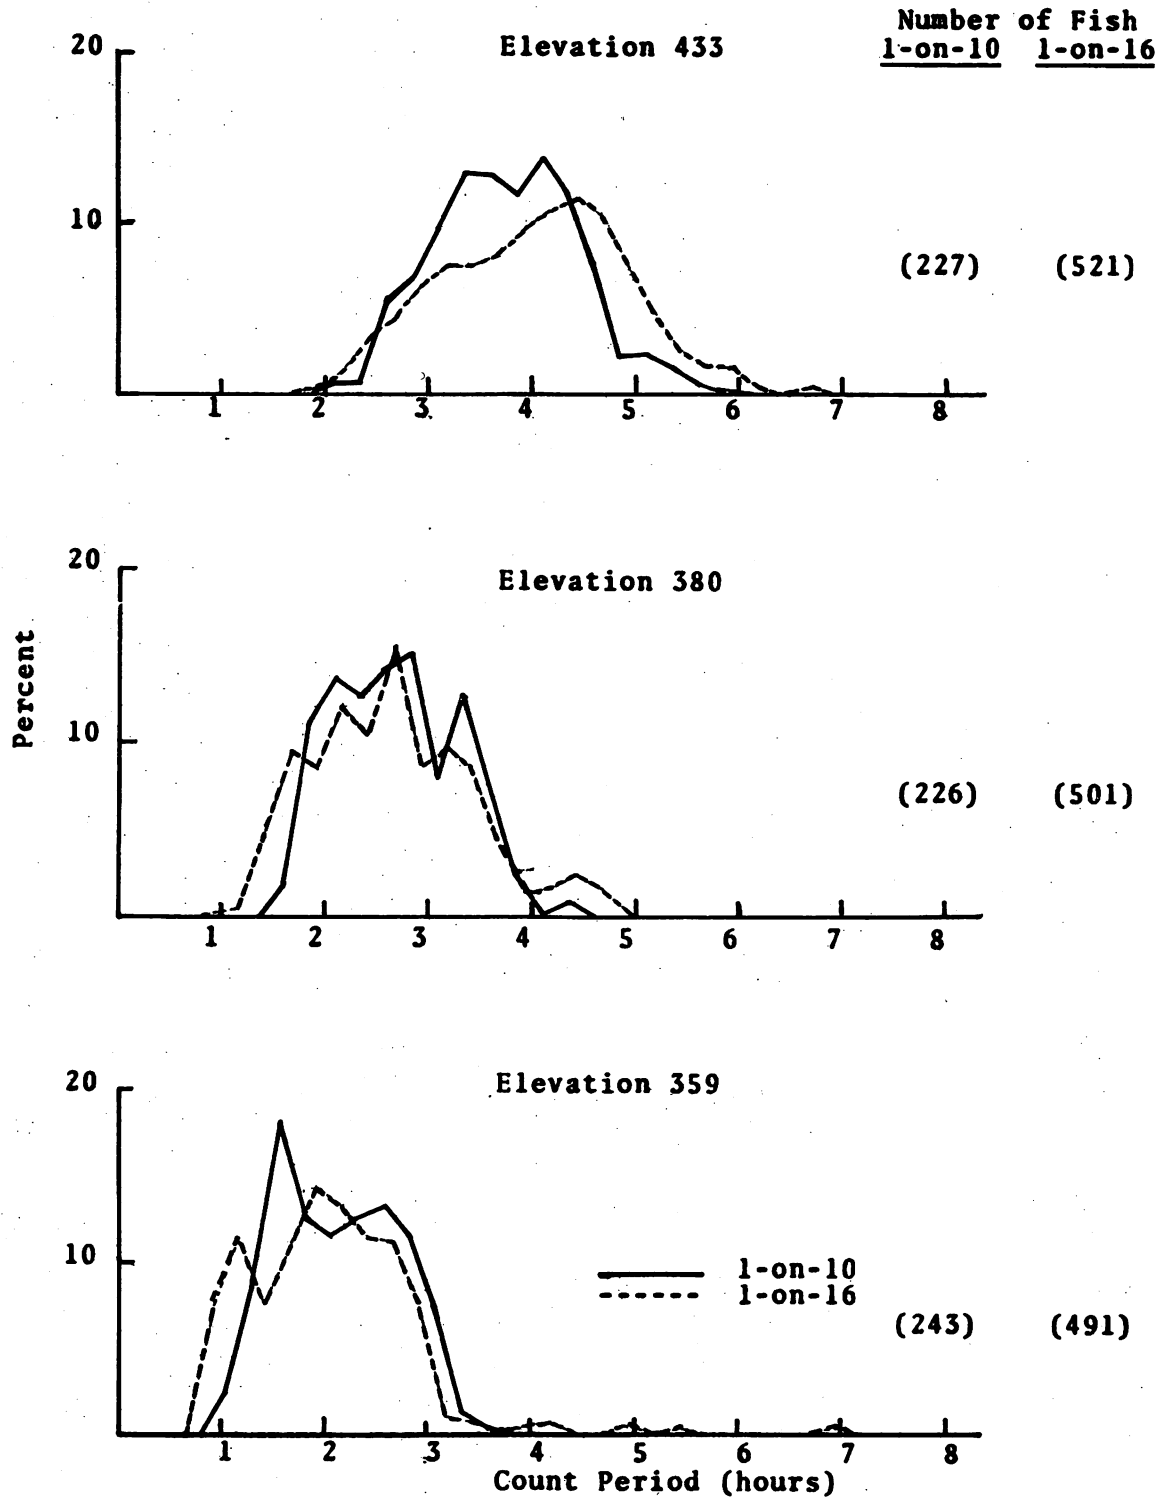 Number of Fish
Elevation 433
1-on-10 1-on-16
20
10
(227) (521)
1 2 3 4 5 6 7 8
20
Elevation 380
Percent
10
(226) (501)
1 2 3 4 5 6 7 8
20
Elevation 359
10
1-on-10
1-on-16
(243) (491)
1 2 3 4 5 6 7 8
Count Period (hours)